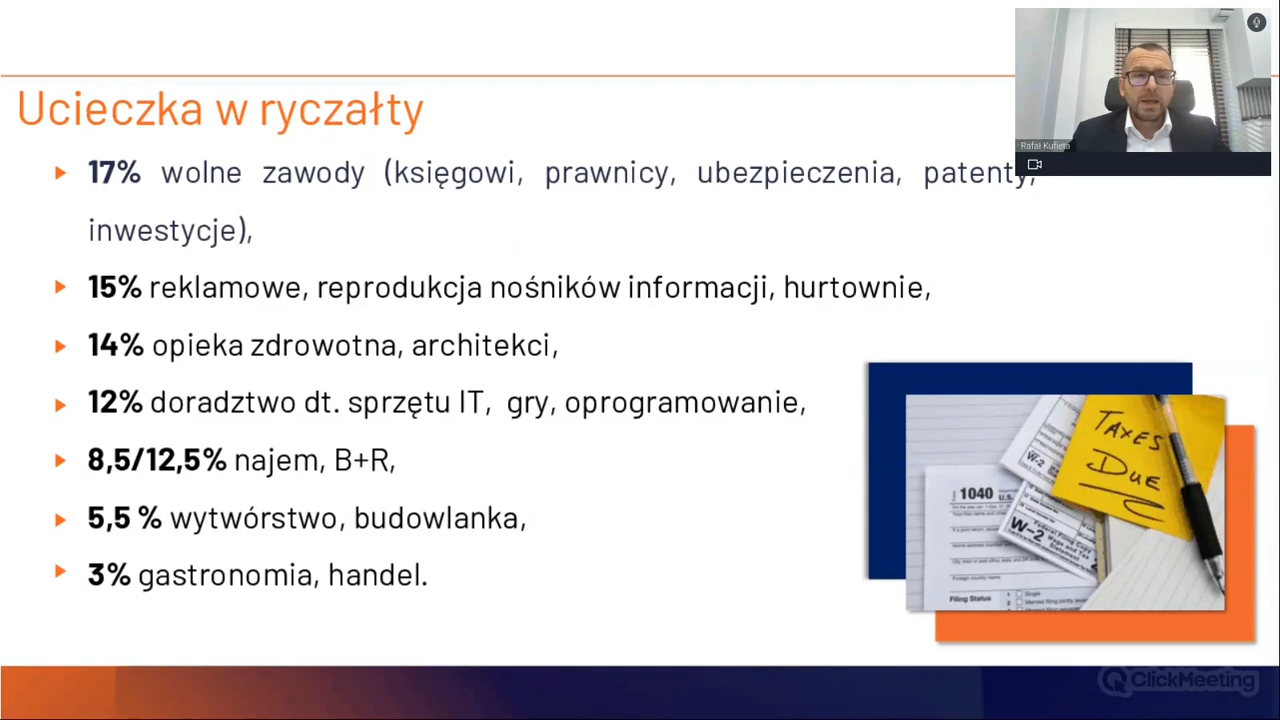 Ucieczka w ryczałty
17% wolne zawody (księgowi, prawnicy, ubezpieczenia, patenty,
inwestycje),
15% reklamowe, reprodukcja nośników informacji, hurtownie,
14% opieka zdrowotna, architekci,
12% doradztwo dt. sprzętu IT, gry, oprogramowanie,
8,5/12,5% najem, B+R,
5,5 % wytwórstwo, budowlanka,
3% gastronomia, handel.
Rafał Kufieta
TAXES
DUE
W-2
1040 U.S.
W-2
Filing Status
Single
ClickMeeting